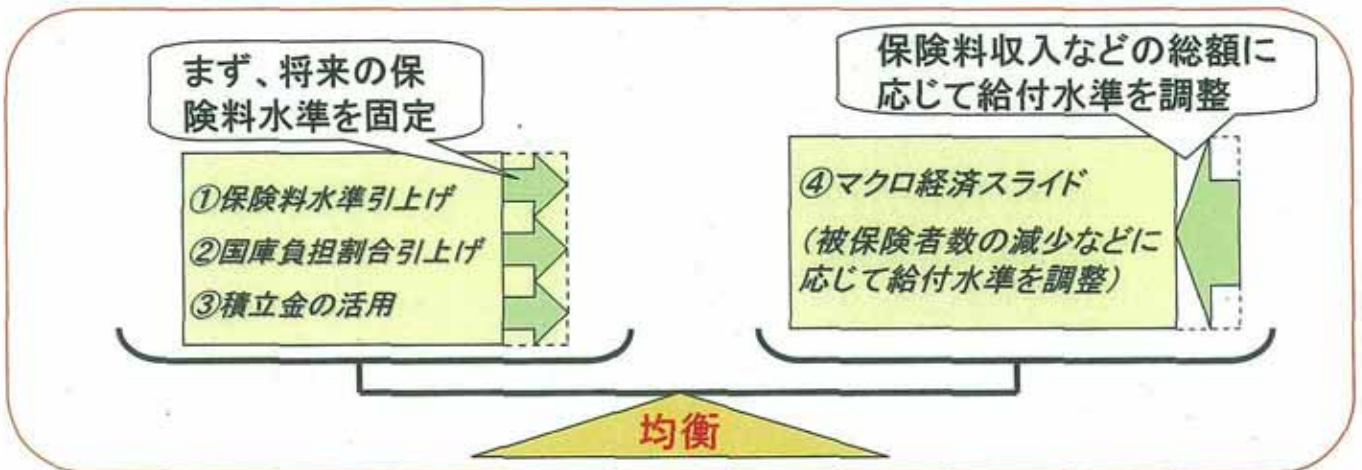 まず、将来の保
険料水準を固定
①保険料水準引上げ
②国庫負担割合引上げ
③積立金の活用
保険料収入などの総額に
応じて給付水準を調整
④マクロ経済スライド
(被保険者数の減少などに
応じて給付水準を調整)
均衡